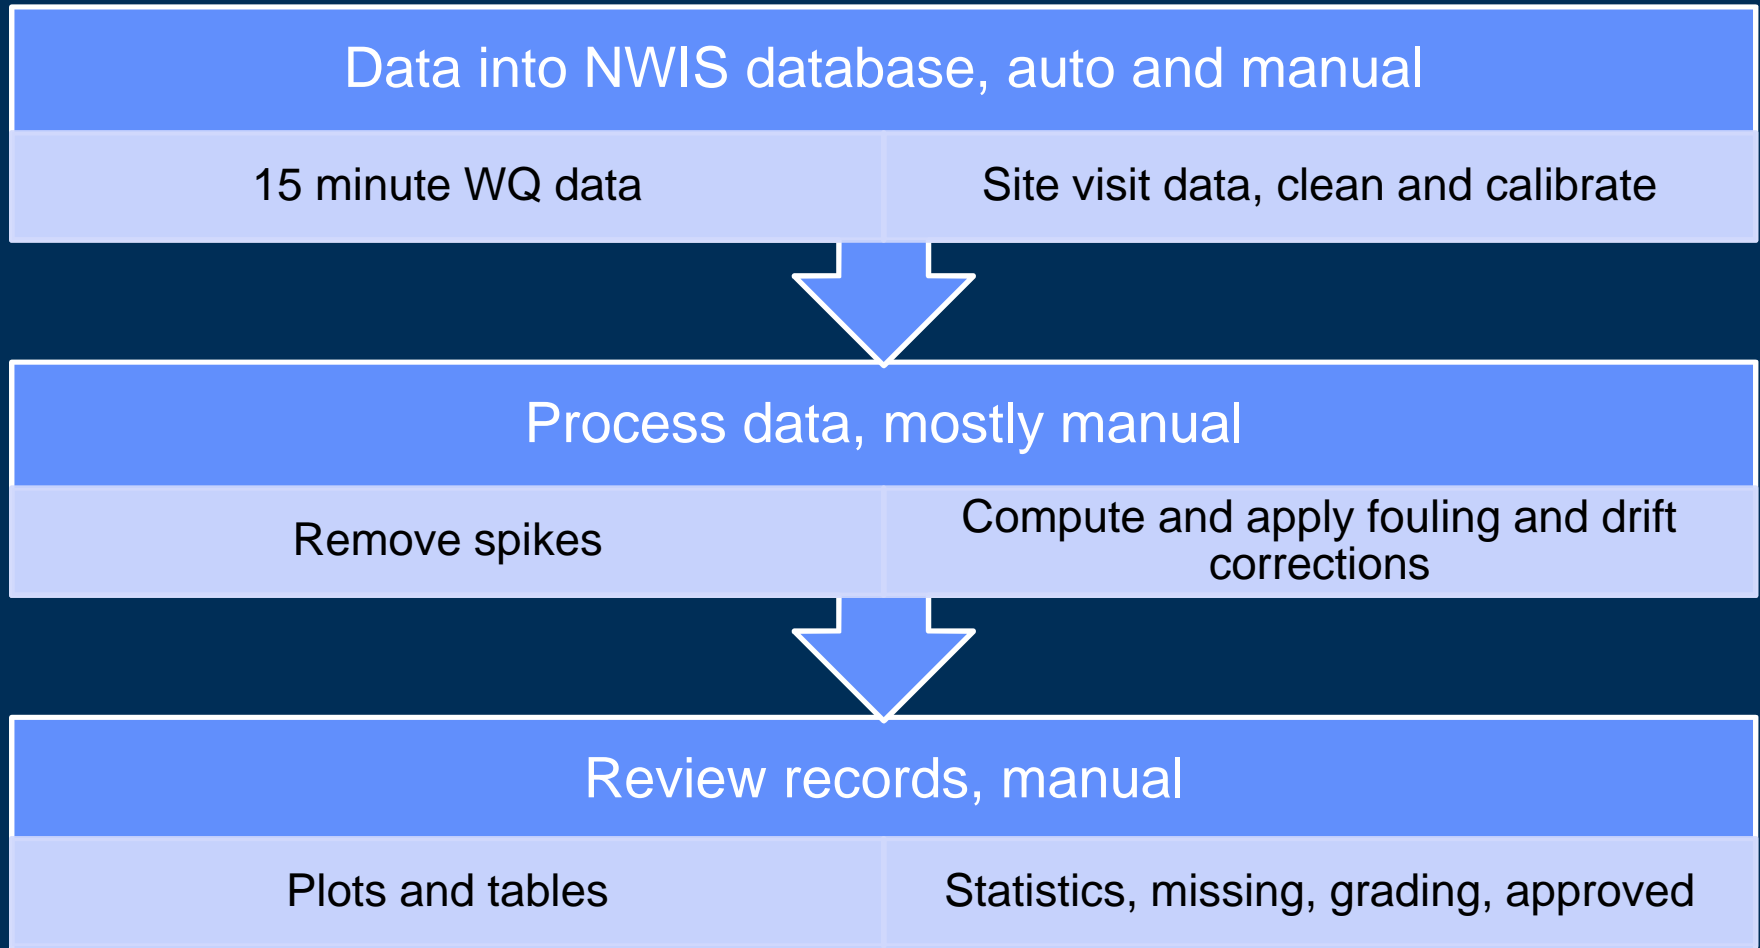 Data into NWIS database, auto and manual
15 minute WQ data
Site visit data, clean and calibrate
Process data, mostly manual
Remove spikes
Compute and apply fouling and drift
corrections
Review records, manual
Plots and tables
Statistics, missing, grading, approved